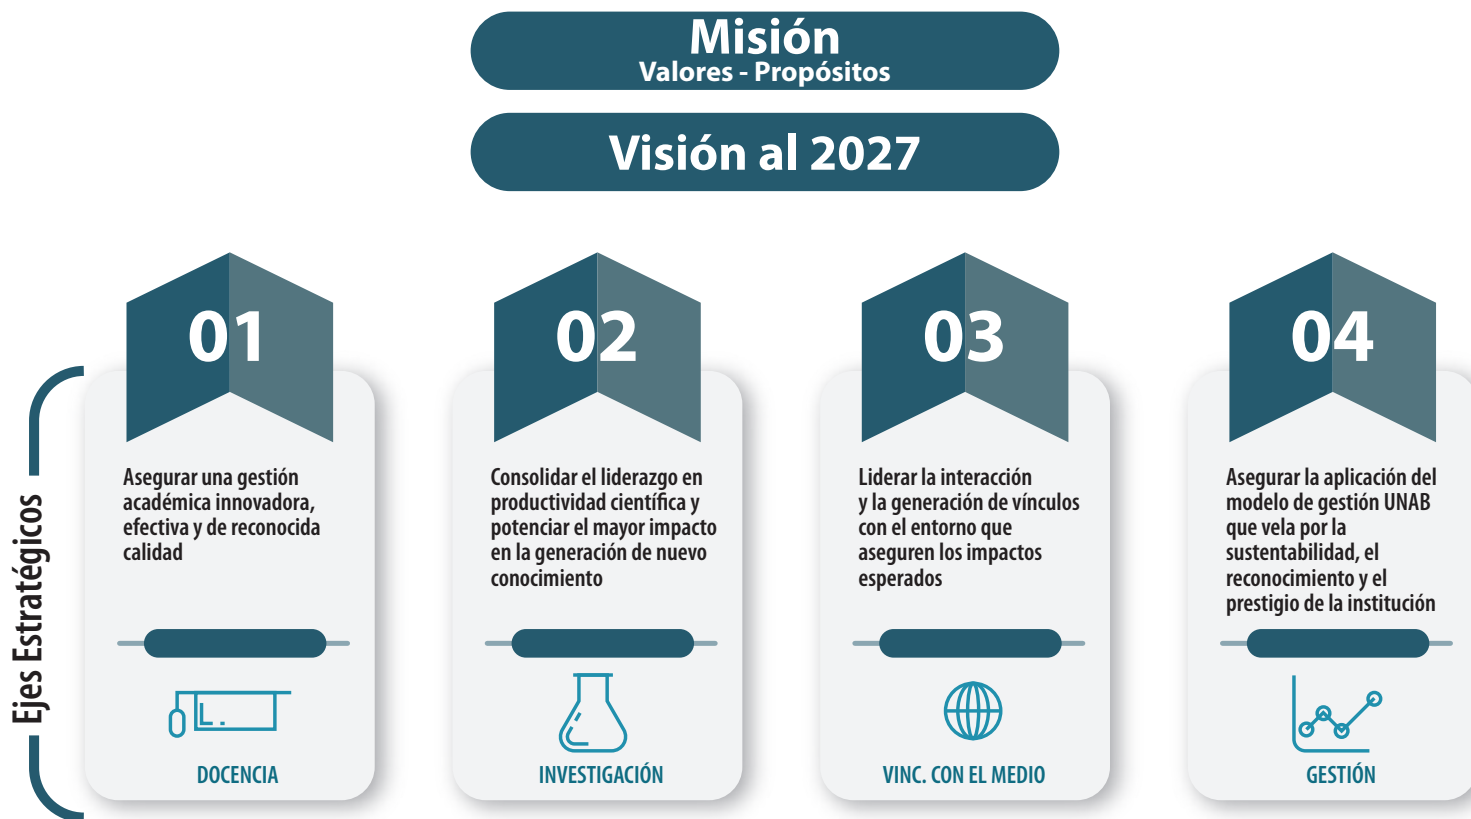 Misión
Valores - Propósitos
Visión al 2027
Ejes Estratégicos
01
Asegurar una gestión
académica innovadora,
efectiva y de reconocida
calidad
DOCENCIA
02
Consolidar el liderazgo en
productividad científica y
potenciar el mayor impacto
en la generación de nuevo
conocimiento
INVESTIGACIÓN
03
Liderar la interacción
y la generación de vínculos
con el entorno que
aseguren los impactos
esperados
VINC. CON EL MEDIO
04
Asegurar la aplicación del
modelo de gestión UNAB
que vela por la
sustentabilidad, el
reconocimiento y el
prestigio de la institución
GESTIÓN